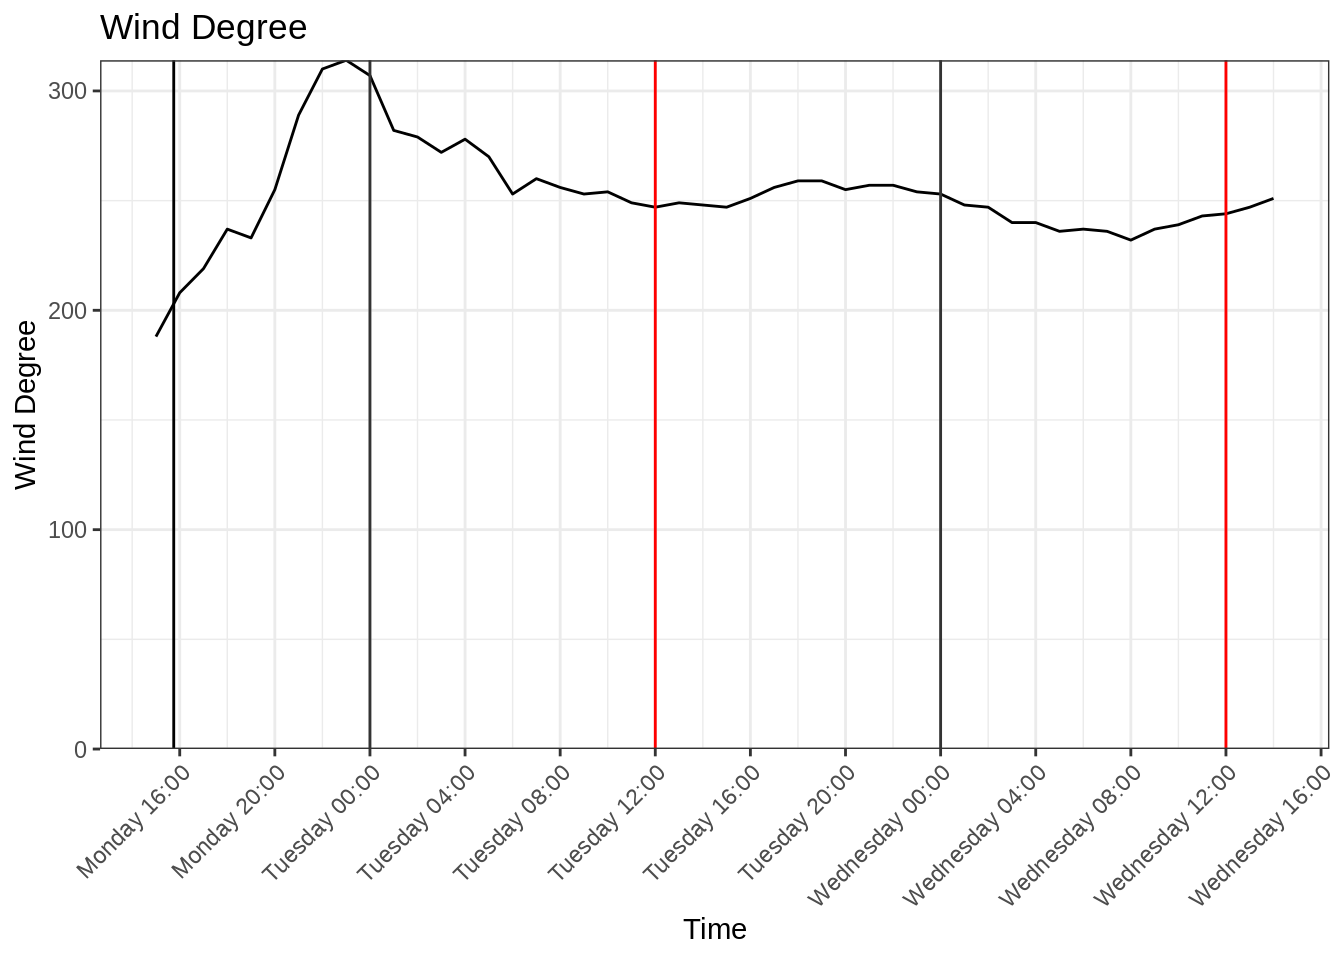 Wind Degree
Wind Degree
300
200
100
0
Monday 16:00
Monday 20:00
Tuesday 00:00
Tuesday 04:00
Tuesday 08:00
Tuesday 12:00
Tuesday 16:00
Tuesday 20:00
Wednesday 00:00
Wednesday 04:00
Wednesday 08:00
Wednesday 12:00
Wednesday 16:00
Time